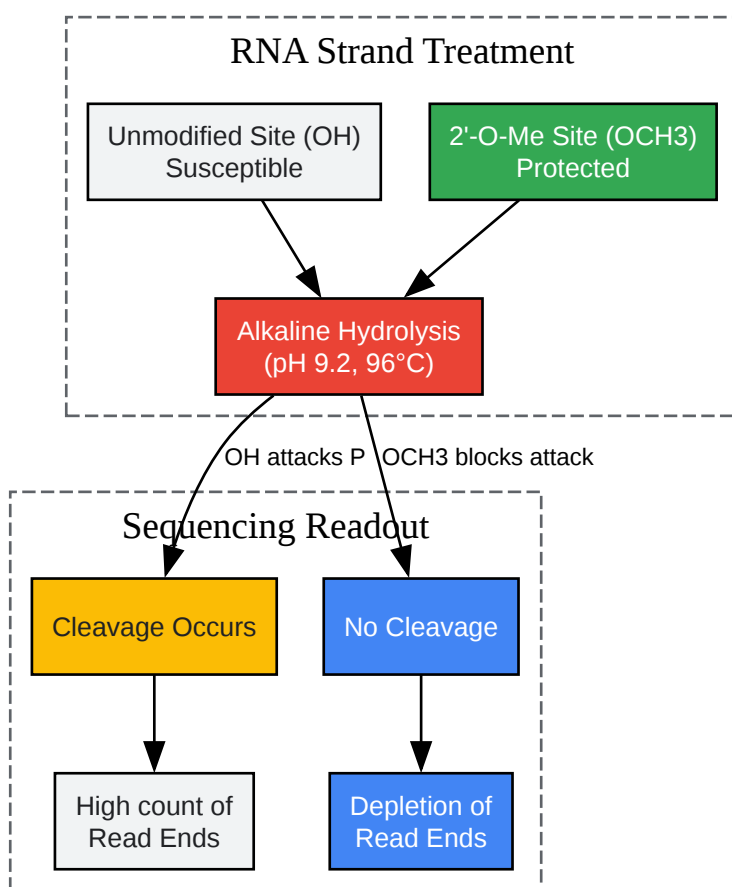 RNA Strand Treatment
Unmodified Site (OH)
Susceptible
2'-O-Me Site (OCH3)
Protected
Alkaline Hydrolysis
(pH 9.2, 96°C)
OH attacks P
OCH3 blocks attack
Sequencing Readout
Cleavage Occurs
No Cleavage
High count of
Read Ends
Depletion of
Read Ends